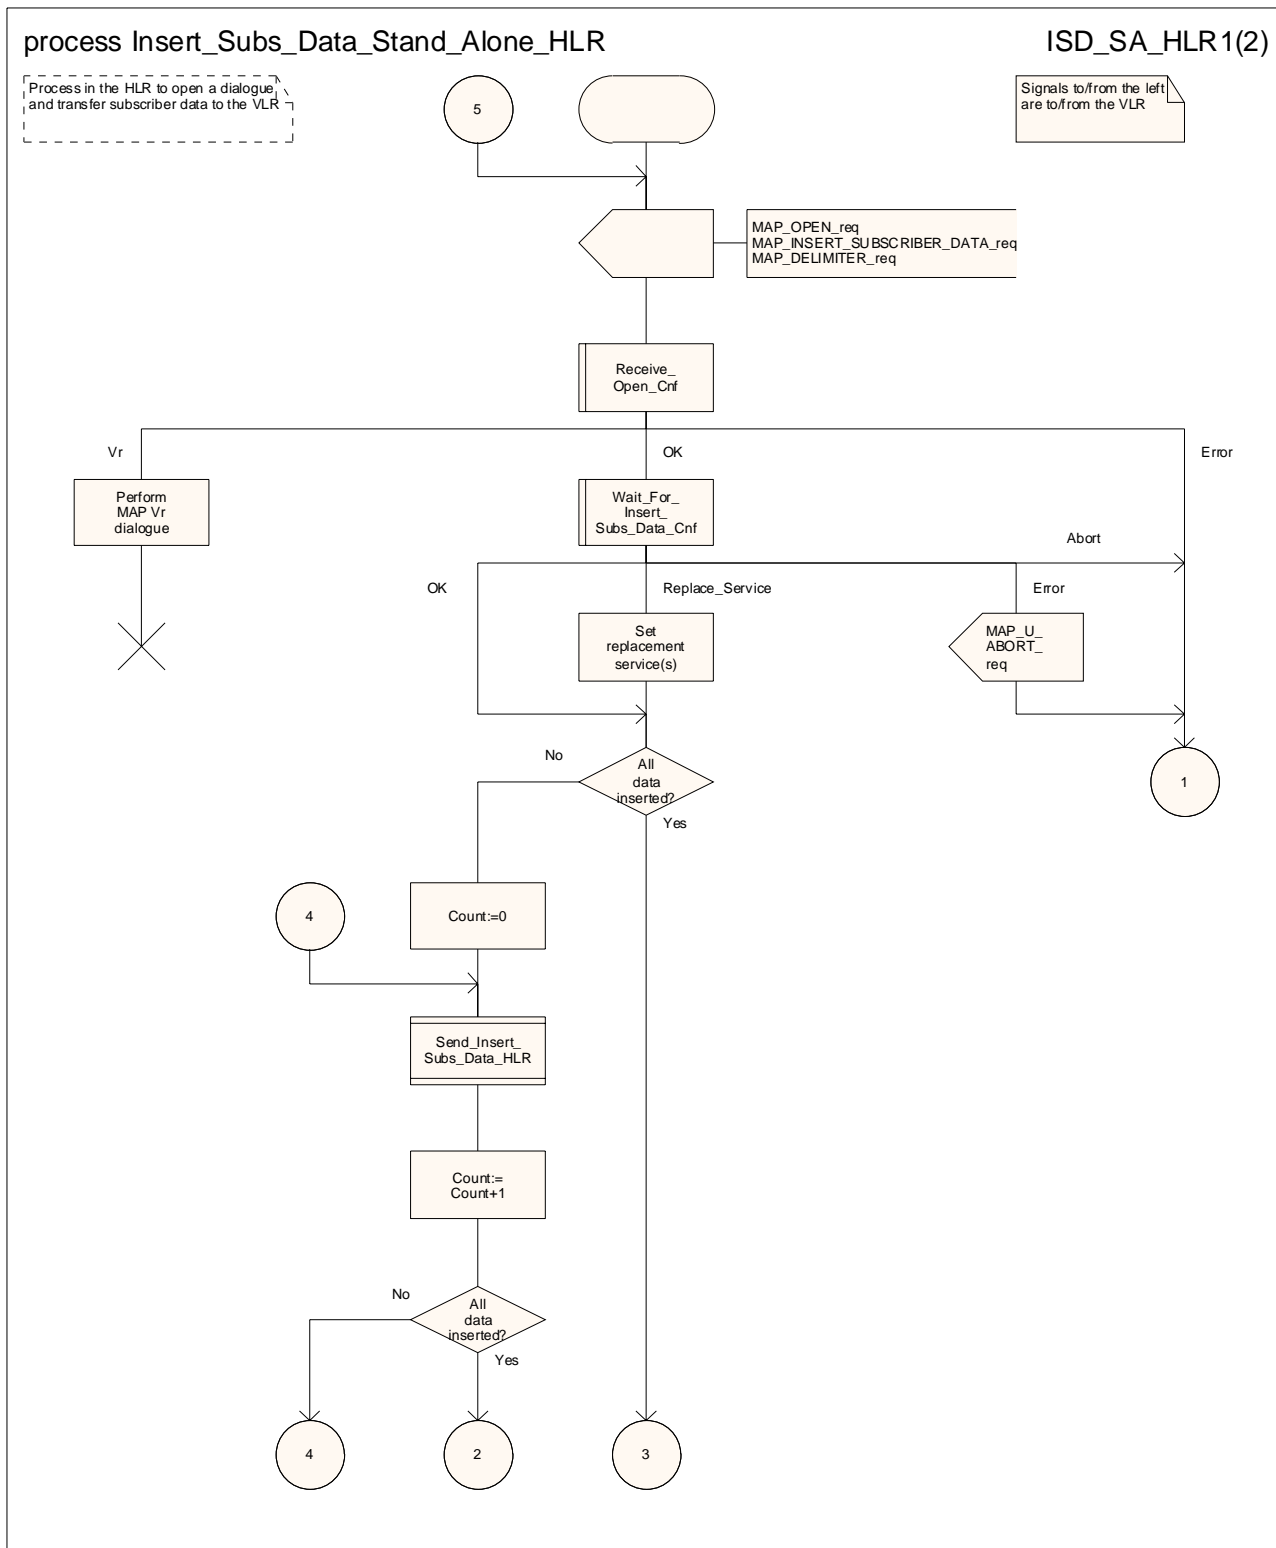 process Insert_Subs_Data_Stand_Alone_HLR
ISD_SA_HLR1(2)
Process in the HLR to open a dialogue
and transfer subscriber data to the VLR
5
Signals to/from the left
are to/from the VLR
MAP_OPEN_req
MAP_INSERT_SUBSCRIBER_DATA_req
MAP_DELIMITER_req
Receive_
Open_Cnf
Vr
OK
Error
Perform
MAP Vr
dialogue
Wait_For_
Insert_
Subs_Data_Cnf
Abort
OK
Replace_Service
Error
Set
replacement
service(s)
MAP_U_
ABORT_
req
No
All
data
inserted?
Yes
1
4
Count:=0
Send_Insert_
Subs_Data_HLR
Count:=
Count+1
No
All
data
inserted?
Yes
4
2
3